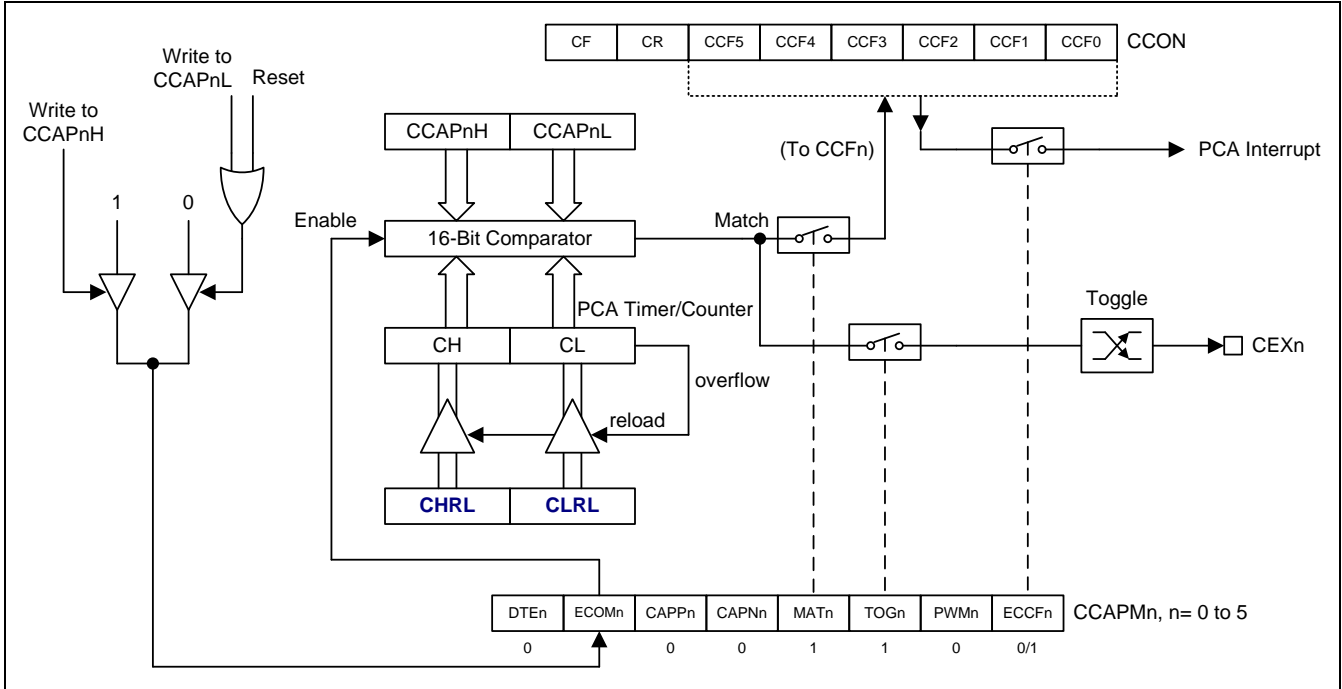 CF CR CCF5 CCF4 CCF3 CCF2 CCF1 CCF0 CCON
Write to
CCAPnL
Reset
Write to
CCAPnH
CCAPnH CCAPnL
(To CCFn)
PCA Interrupt
1 0
Enable
16-Bit Comparator
Match
PCA Timer/Counter
Toggle
CH CL
CEXn
overflow
reload
CHRL CLRL
DTEn ECOMn CAPPn CAPNn MATn TOGn PWMn ECCFn CCAPMn, n= 0 to 5
0 0 0 1 1 0 0/1